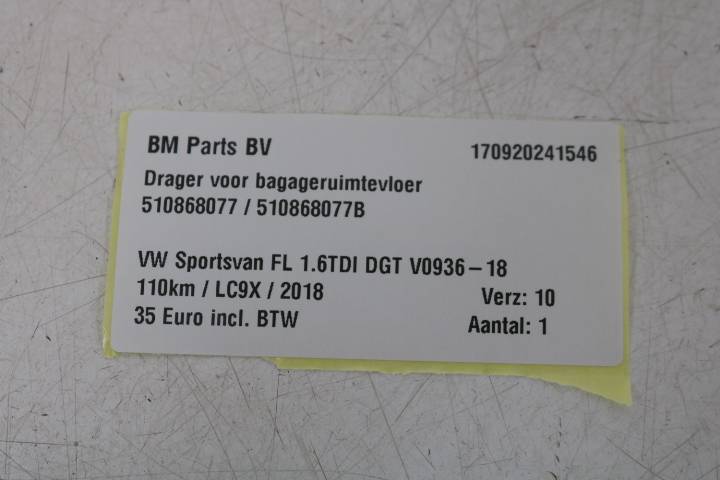 BM Parts BV 170920241546
Drager voor bagageruimtevloer
510868077 / 510868077B
VW Sportsvan FL 1.6TDI DGT V0936-18
110km / LC9X / 2018 Verz: 10
35 Euro incl. BTW Aantal: 1